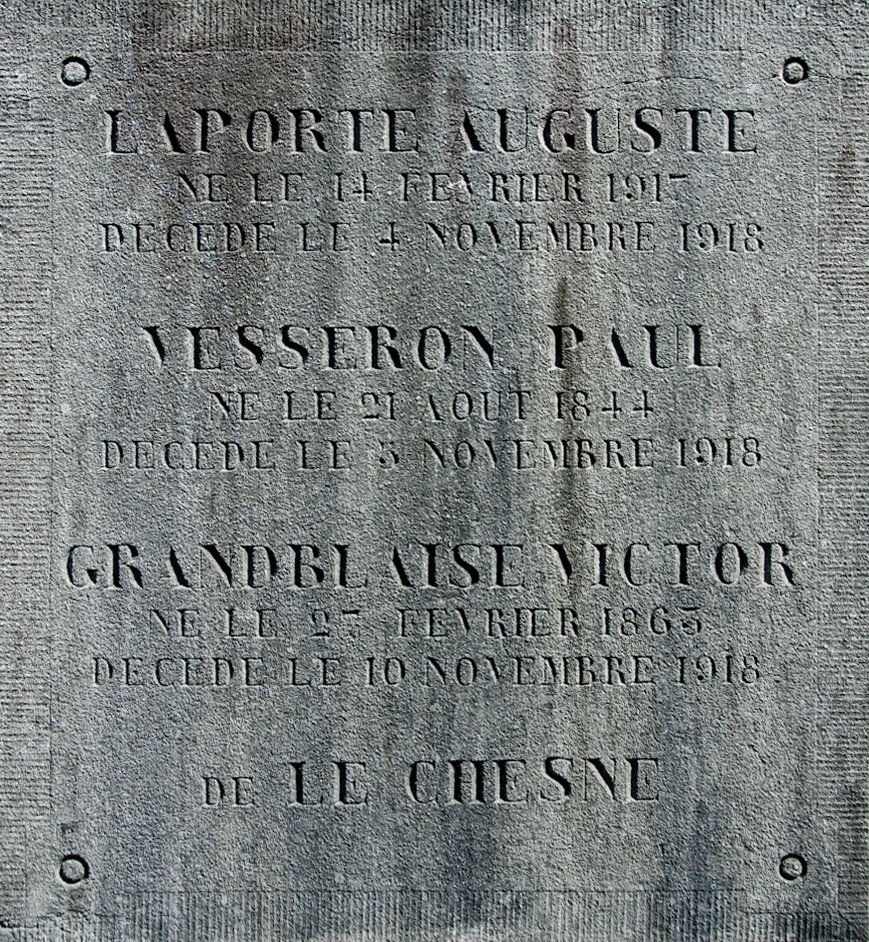 LAPORTE AUGUSTE
NE LE 14 FEVRIER 1917
DECEDE LE 4 NOVEMBRE 1918
VESSERON PAUL
NE LE 21 AOUT 1844
DECEDE LE 5 NOVEMBRE 1918
GRANDBLAISE VICTOR
NE LE 27 FEVRIER 1863
DECEDE LE 10 NOVEMBRE 1918
DE LE CHESNE